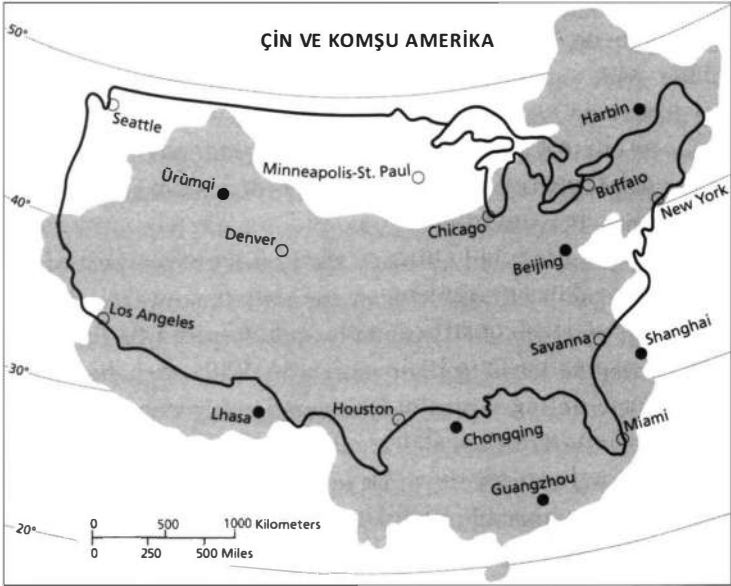 ÇİN VE KOMŞU AMERİKA
50°
Harbin
Seattle
Minneapolis-St. Paul
Ürümqi
Buffalo
New York
40°
Chicago
Denver
Beijing
Los Angeles
Savanna
Shanghai
30°
Lhasa
Houston
Chongqing
Miami
Guangzhou
20°
0 500 1000 Kilometers
0 250 500 Miles